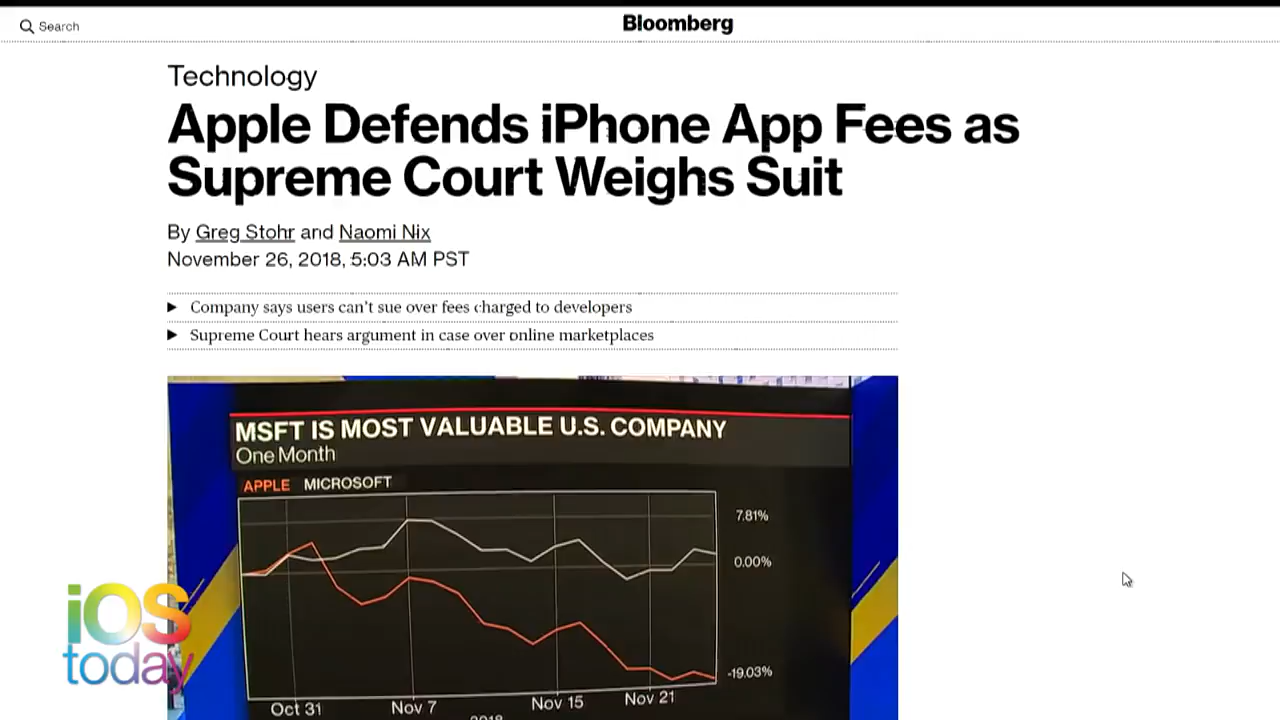 Search
Bloomberg
Technology
Apple Defends iPhone App Fees as
Supreme Court Weighs Suit
By Greg Stohr and Naomi Nix
November 26, 2018, 5:03 AM PST
▶ Company says users can't sue over fees charged to developers
▶ Supreme Court hears argument in case over online marketplaces
MSFT IS MOST VALUABLE U.S. COMPANY
One Month
APPLE MICROSOFT
7.81%
0.00%
-19.03%
Oct 31 Nov 7 Nov 15 Nov 21
2018
iOS
today